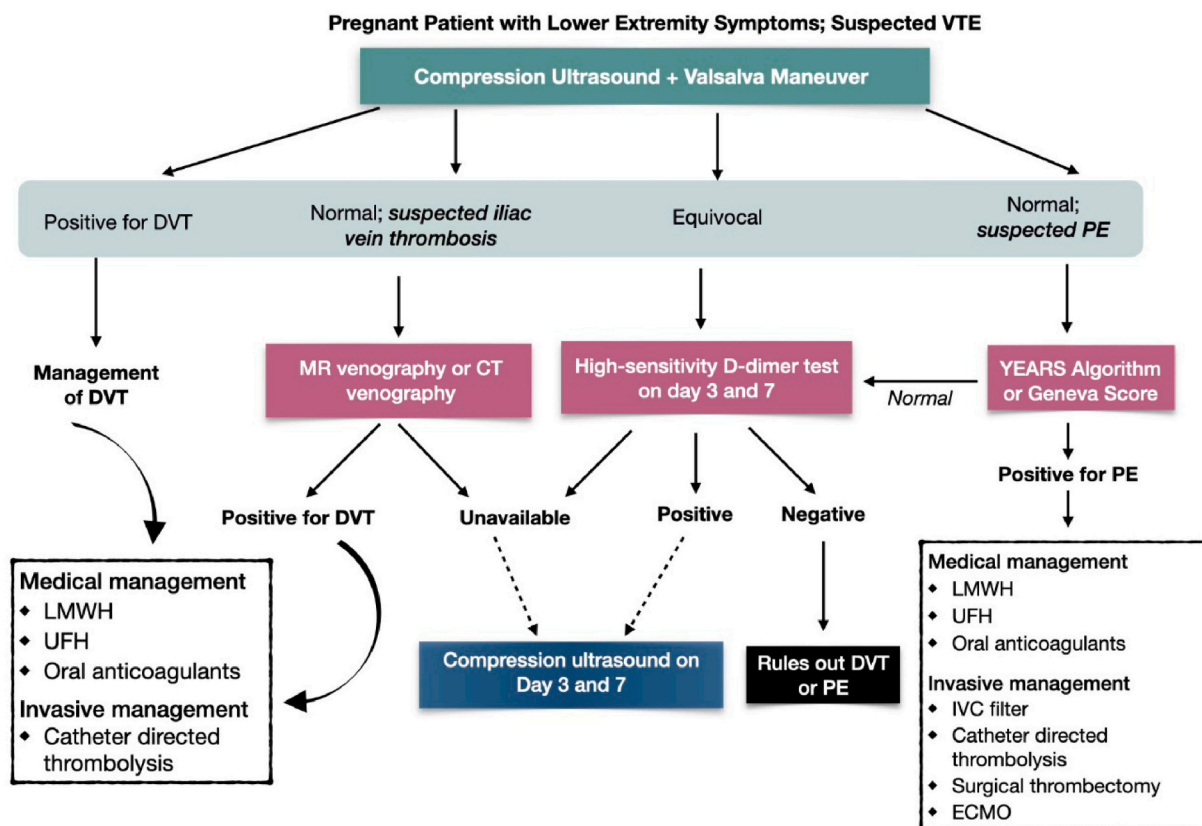 Pregnant Patient with Lower Extremity Symptoms; Suspected VTE
Compression Ultrasound + Valsalva Maneuver
Positive for DVT
Normal; suspected iliac
vein thrombosis
Equivocal
Normal;
suspected PE
Management
of DVT
MR venography or CT
venography
High-sensitivity D-dimer test
on day 3 and 7
Normal
YEARS Algorithm
or Geneva Score
Positive for PE
Positive for DVT
Unavailable
Positive
Negative
Medical management
◆ LMWH
◆ UFH
◆ Oral anticoagulants
Invasive management
◆ Catheter directed
thrombolysis
Compression ultrasound on
Day 3 and 7
Rules out DVT
or PE
Medical management
◆ LMWH
◆ UFH
◆ Oral anticoagulants
Invasive management
◆ IVC filter
◆ Catheter directed
thrombolysis
◆ Surgical thrombectomy
◆ ECMO